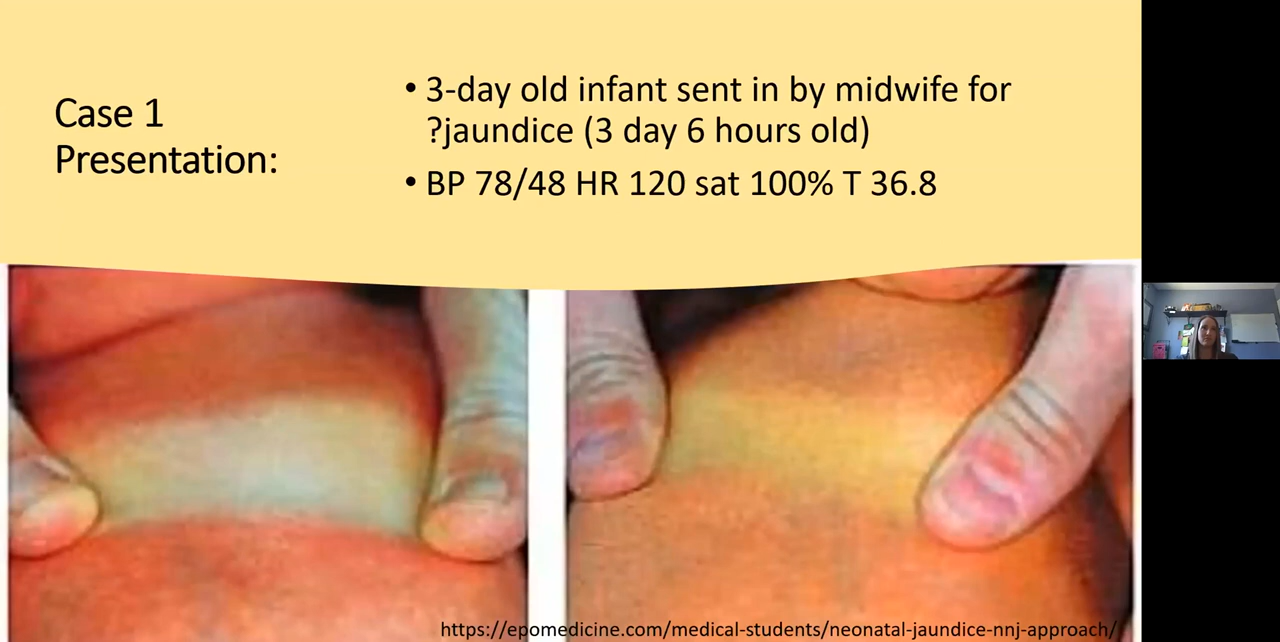 Case 1
Presentation:
• 3-day old infant sent in by midwife for
?jaundice (3 day 6 hours old)
• BP 78/48 HR 120 sat 100% T 36.8
https://epomedicine.com/medical-students/neonatal-jaundice-nnj-approach/